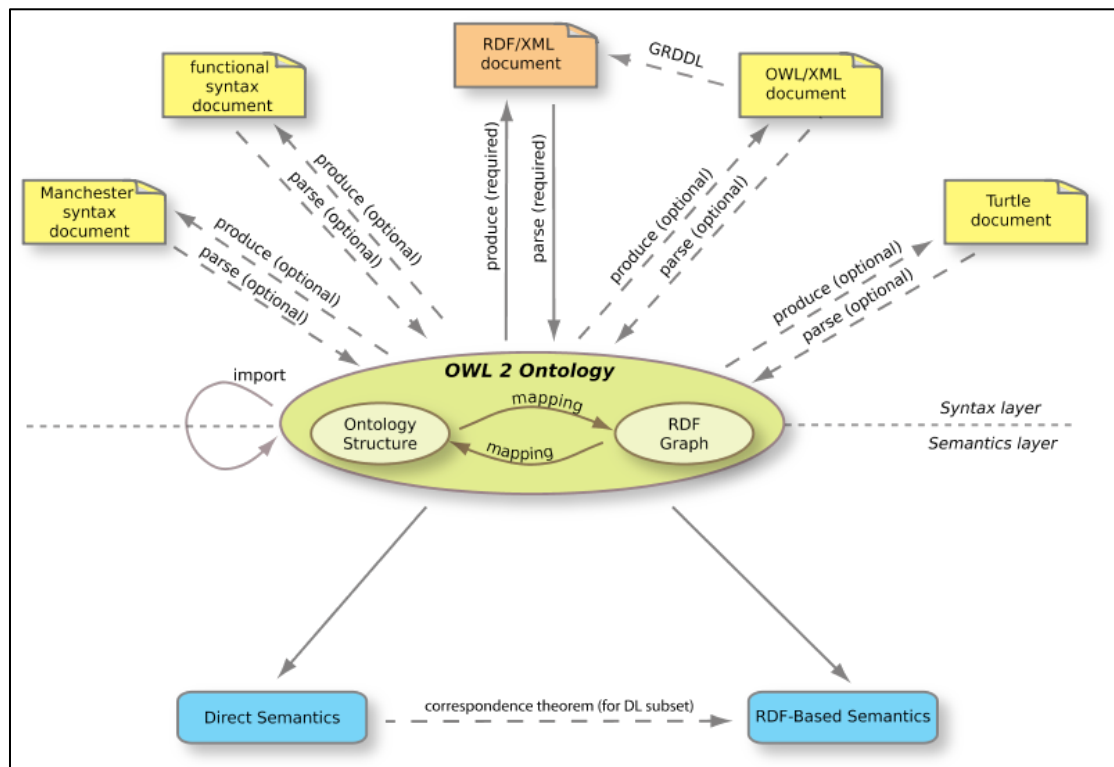 functional
syntax
document
RDF/XML
document
GRDDL
OWL/XML
document
Manchester
syntax
document
Turtle
document
produce (optional)
parse (optional)
produce (optional)
parse (optional)
produce (required)
parse (required)
produce (optional)
parse (optional)
produce (optional)
parse (optional)
import
OWL 2 Ontology
mapping
Ontology
Structure
RDF
Graph
mapping
Syntax layer
Semantics layer
Direct Semantics
correspondence theorem (for DL subset)
RDF-Based Semantics